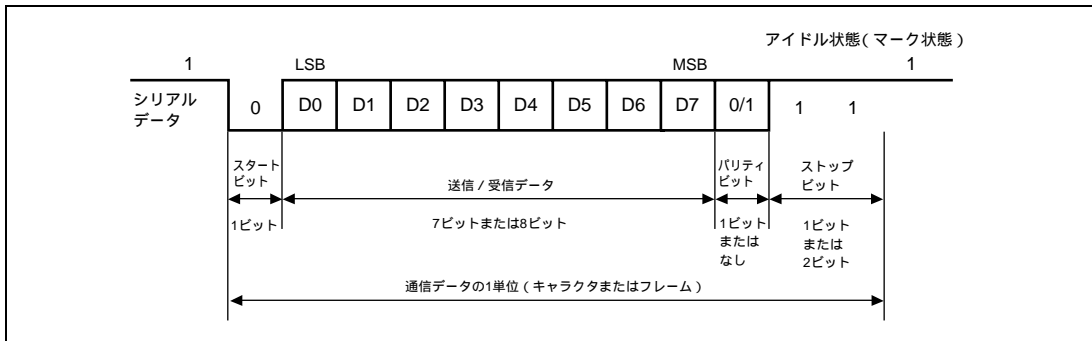 アイドル状態(マーク状態)
1 LSB MSB 1
シリアル
データ
0 D0 D1 D2 D3 D4 D5 D6 D7 0/1 1 1
スタート
ビット
送信/受信データ
パリティ
ビット
ストップ
ビット
1ビット
7ビットまたは8ビット
1ビット
または
なし
1ビット
または
2ビット
通信データの1単位(キャラクタまたはフレーム)